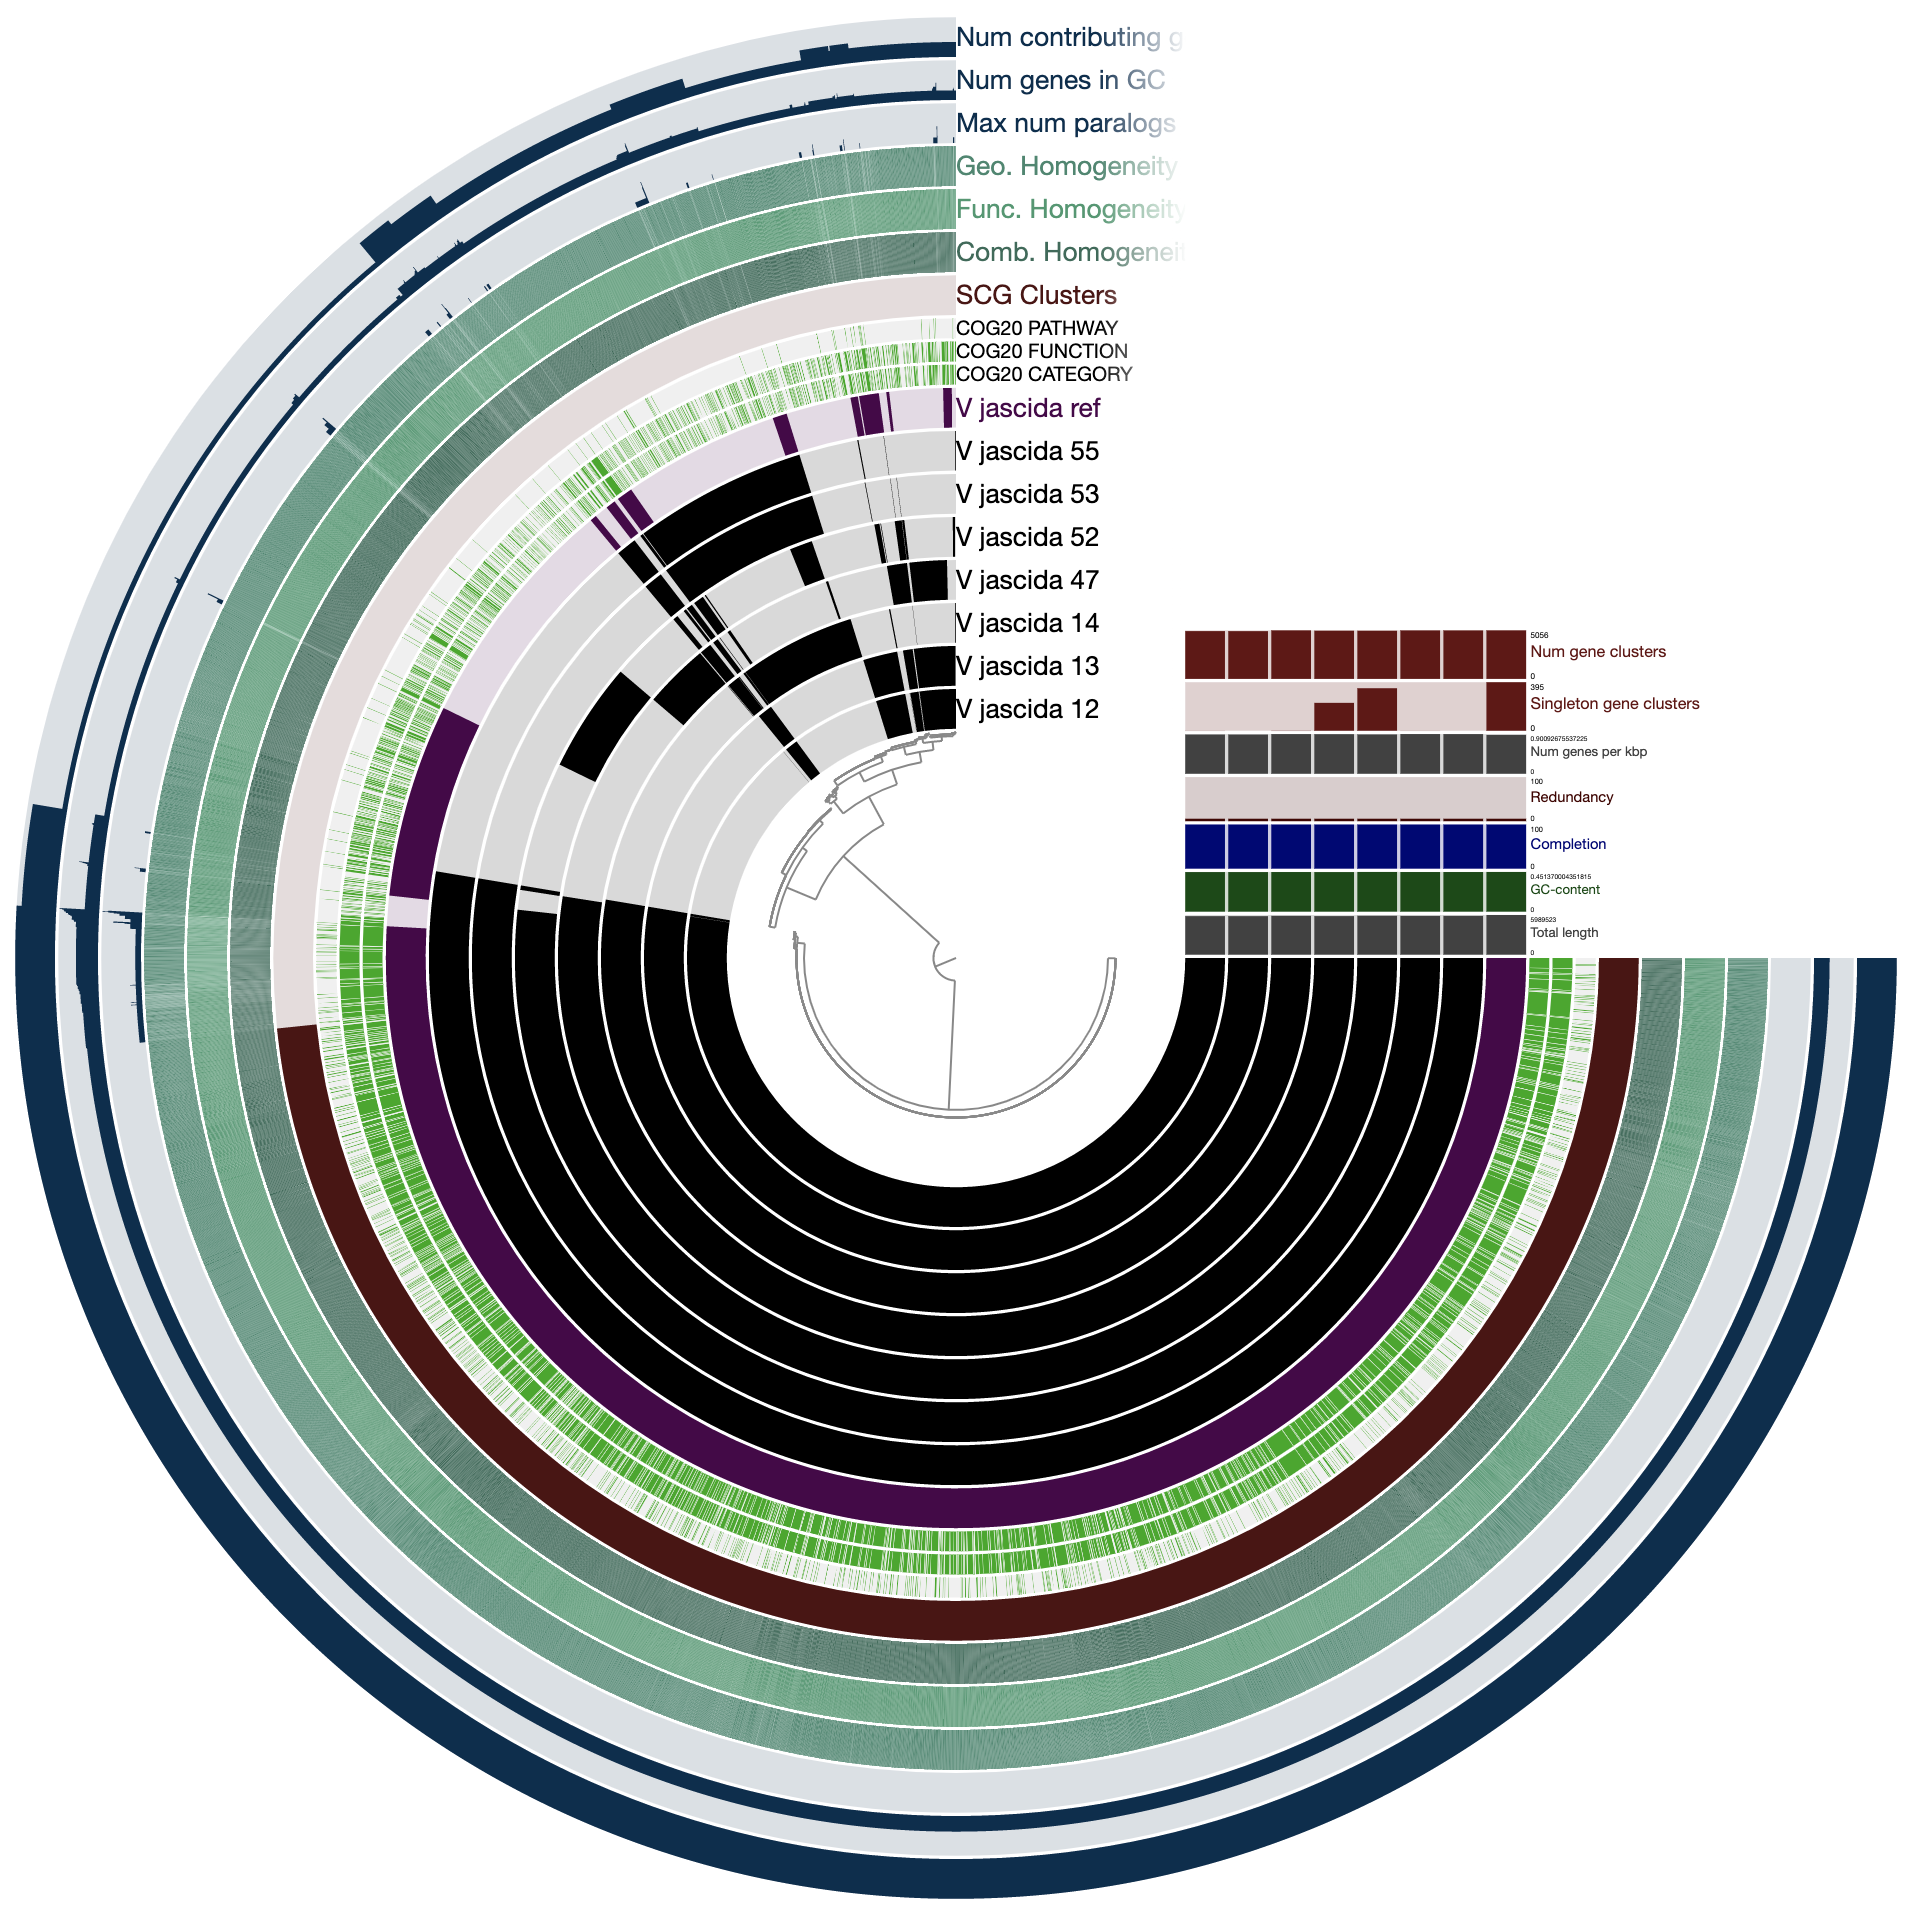 Num contributing g
Num genes in GC
Max num paralogs
Geo. Homogeneity
Func. Homogeneity
Comb. Homogenei
SCG Clusters
COG20 PATHWAY
COG20 FUNCTION
COG20 CATEGORY
V jascida ref
V jascida 55
V jascida 53
V jascida 52
V jascida 47
V jascida 14
V jascida 13
V jascida 12
5056
Num gene clusters
0
395
Singleton gene clusters
0
0.90092675537225
Num genes per kbp
0
100
Redundancy
0
100
Completion
0
0.451370004351815
GC-content
0
5989523
Total length
0